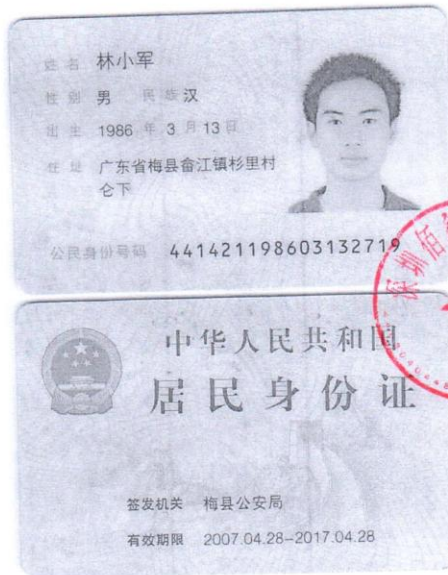 姓名 林小军
性别 男 民族 汉
出生 1986 年 3 月 13 日
住址 广东省梅县畲江镇杉里村
仑下
公民身份号码 441421198603132719
深圳佰
中华人民共和国
居民身份证
签发机关 梅县公安局
有效期限 2007.04.28-2017.04.28